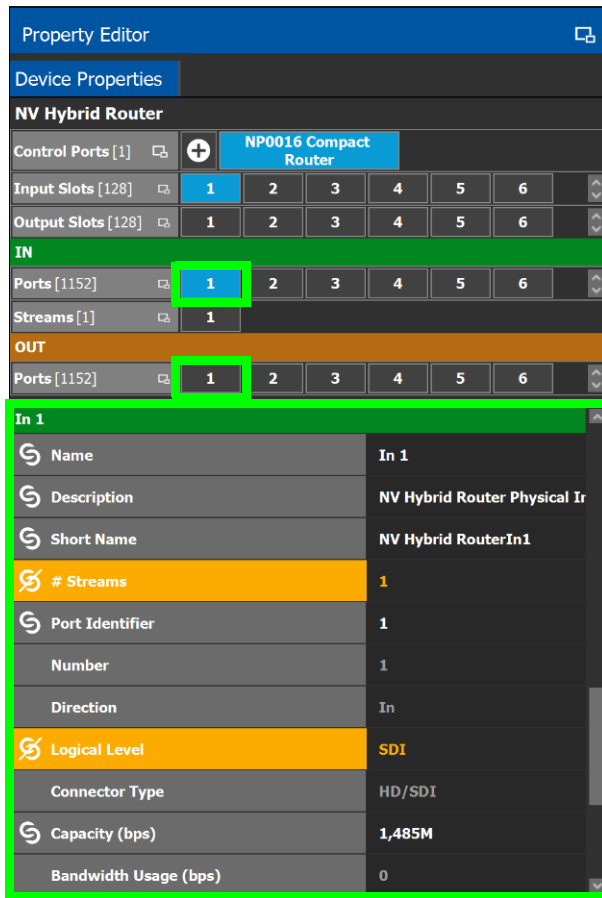 Property Editor
Device Properties
NV Hybrid Router
Control Ports [1] NP0016 Compact Router
Input Slots [128] 1 2 3 4 5 6
Output Slots [128] 1 2 3 4 5 6
IN
Ports [1152] 1 2 3 4 5 6
Streams [1] 1
OUT
Ports [1152] 1 2 3 4 5 6
In 1
Name In 1
Description NV Hybrid Router Physical
Short Name NV Hybrid RouterIn1
# Streams 1
Port Identifier 1
Number 1
Direction In
Logical Level SDI
Connector Type HD/SDI
Capacity (bps) 1,485M
Bandwidth Usage (bps) 0